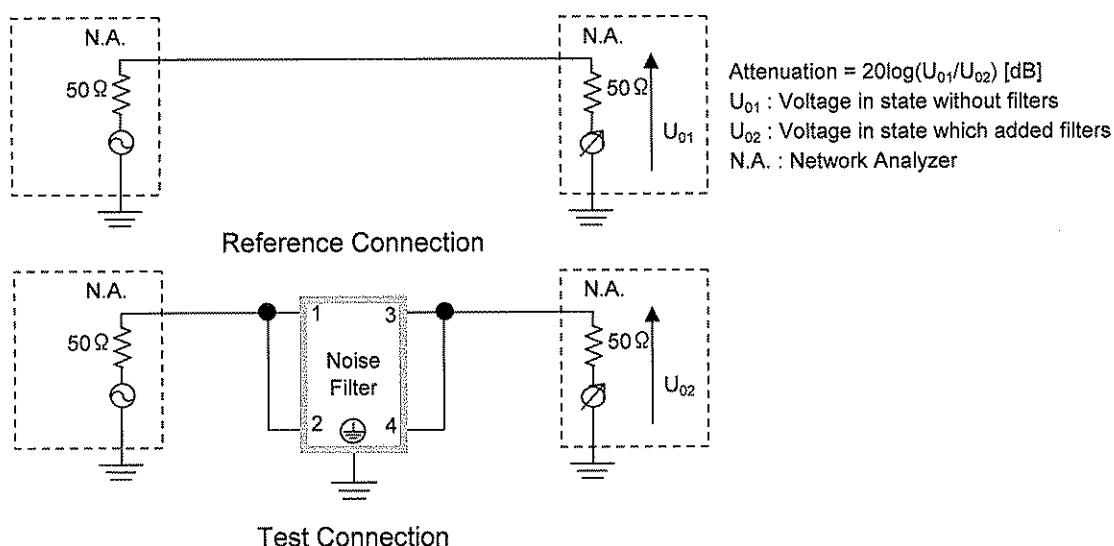 N.A.
50Ω
N.A.
50Ω
U01
Attenuation = 20log(U01/U02) [dB]
U01 : Voltage in state without filters
U02 : Voltage in state which added filters
N.A. : Network Analyzer
Reference Connection
N.A.
50Ω
1
3
Noise
Filter
2
4
N.A.
50Ω
U02
Test Connection